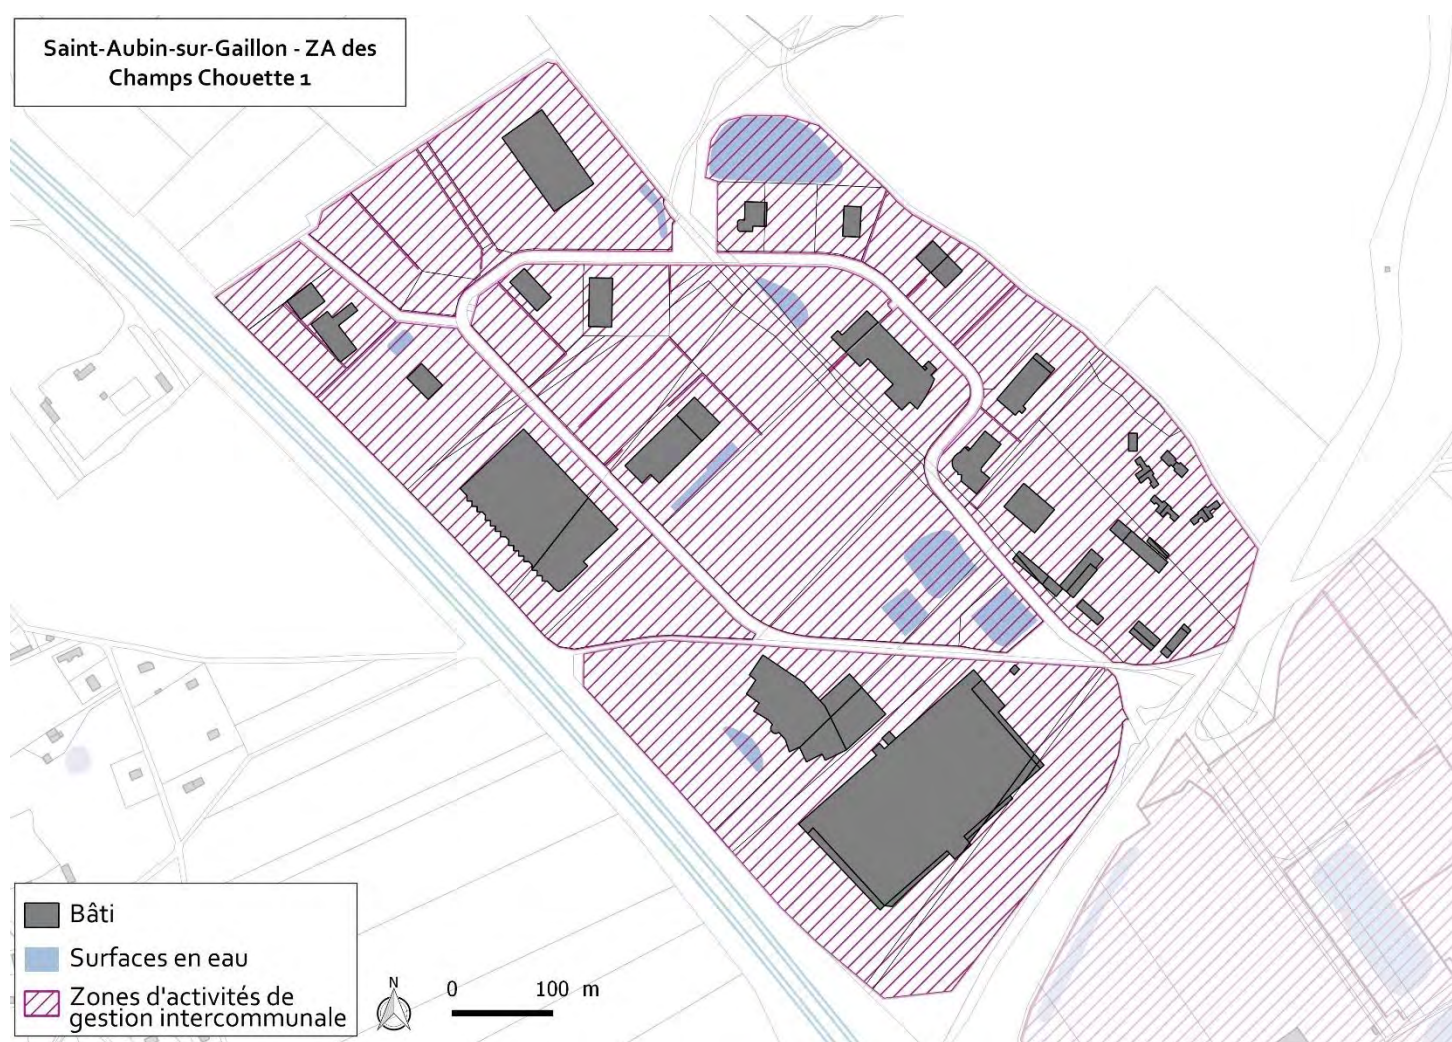 Saint-Aubin-sur-Gaillon - ZA des
Champs Chouette 1
Bâti
Surfaces en eau
Zones d'activités de
gestion intercommunale
N
0 100 m